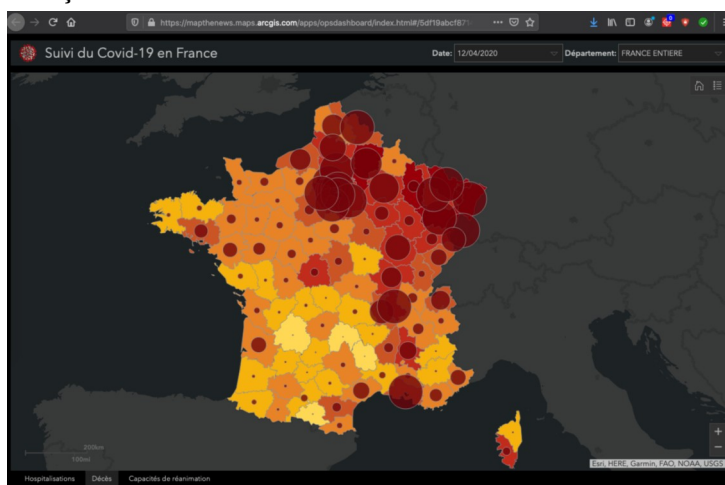 https://mapthenews.maps.arcgis.com/apps/opsdashboard/index.html#/5df19abcf871
Suivi du Covid-19 en France
Date: 12/04/2020
Département: FRANCE ENTIERE
200km
100mi
Esri, HERE, Garmin, FAO, NOAA, USGS
Hospitalisations Décès Capacités de réanimation